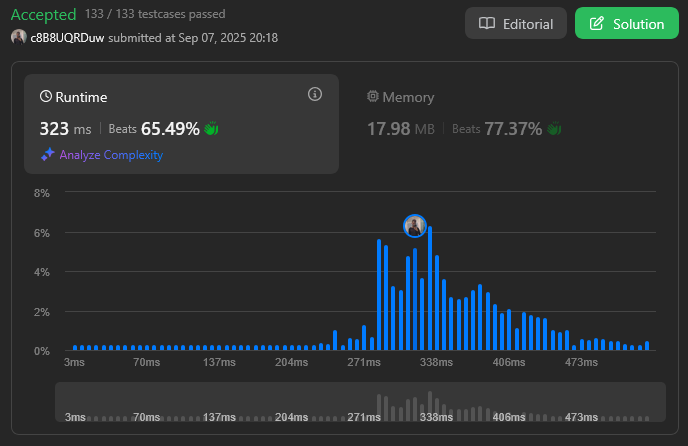 Accepted 133 / 133 testcases passed
c8B8UQRDuw submitted at Sep 07, 2025 20:18
Editorial
Solution
Runtime
323 ms | Beats 65.49%
Analyze Complexity
Memory
17.98 MB | Beats 77.37%
8%
6%
4%
2%
0%
3ms 70ms 137ms 204ms 271ms 338ms 406ms 473ms
3ms 70ms 137ms 204ms 271ms 338ms 406ms 473ms